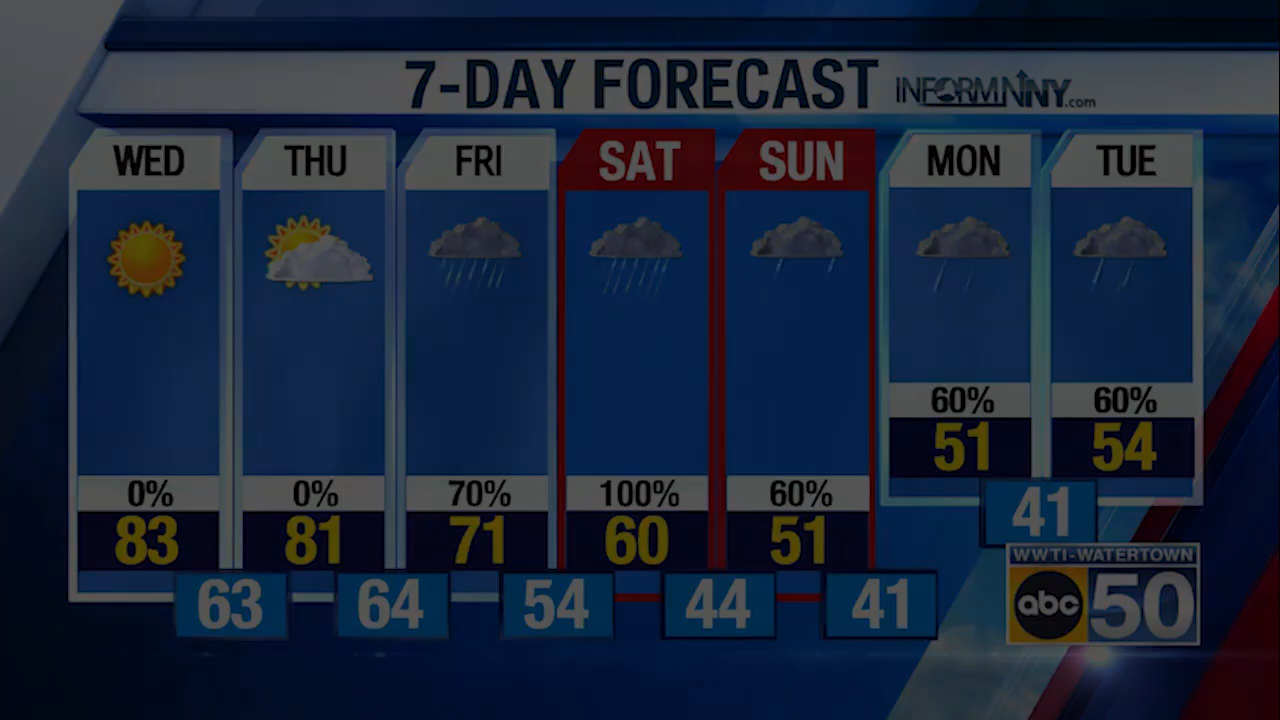 7-DAY FORECAST INFORMNNY.com
WED THU FRI SAT SUN MON TUE
60% 60%
51 54
0% 0% 70% 100% 60%
83 81 71 60 51
41
WWTI-WATERTOWN
abc 50
63 64 54 44 41